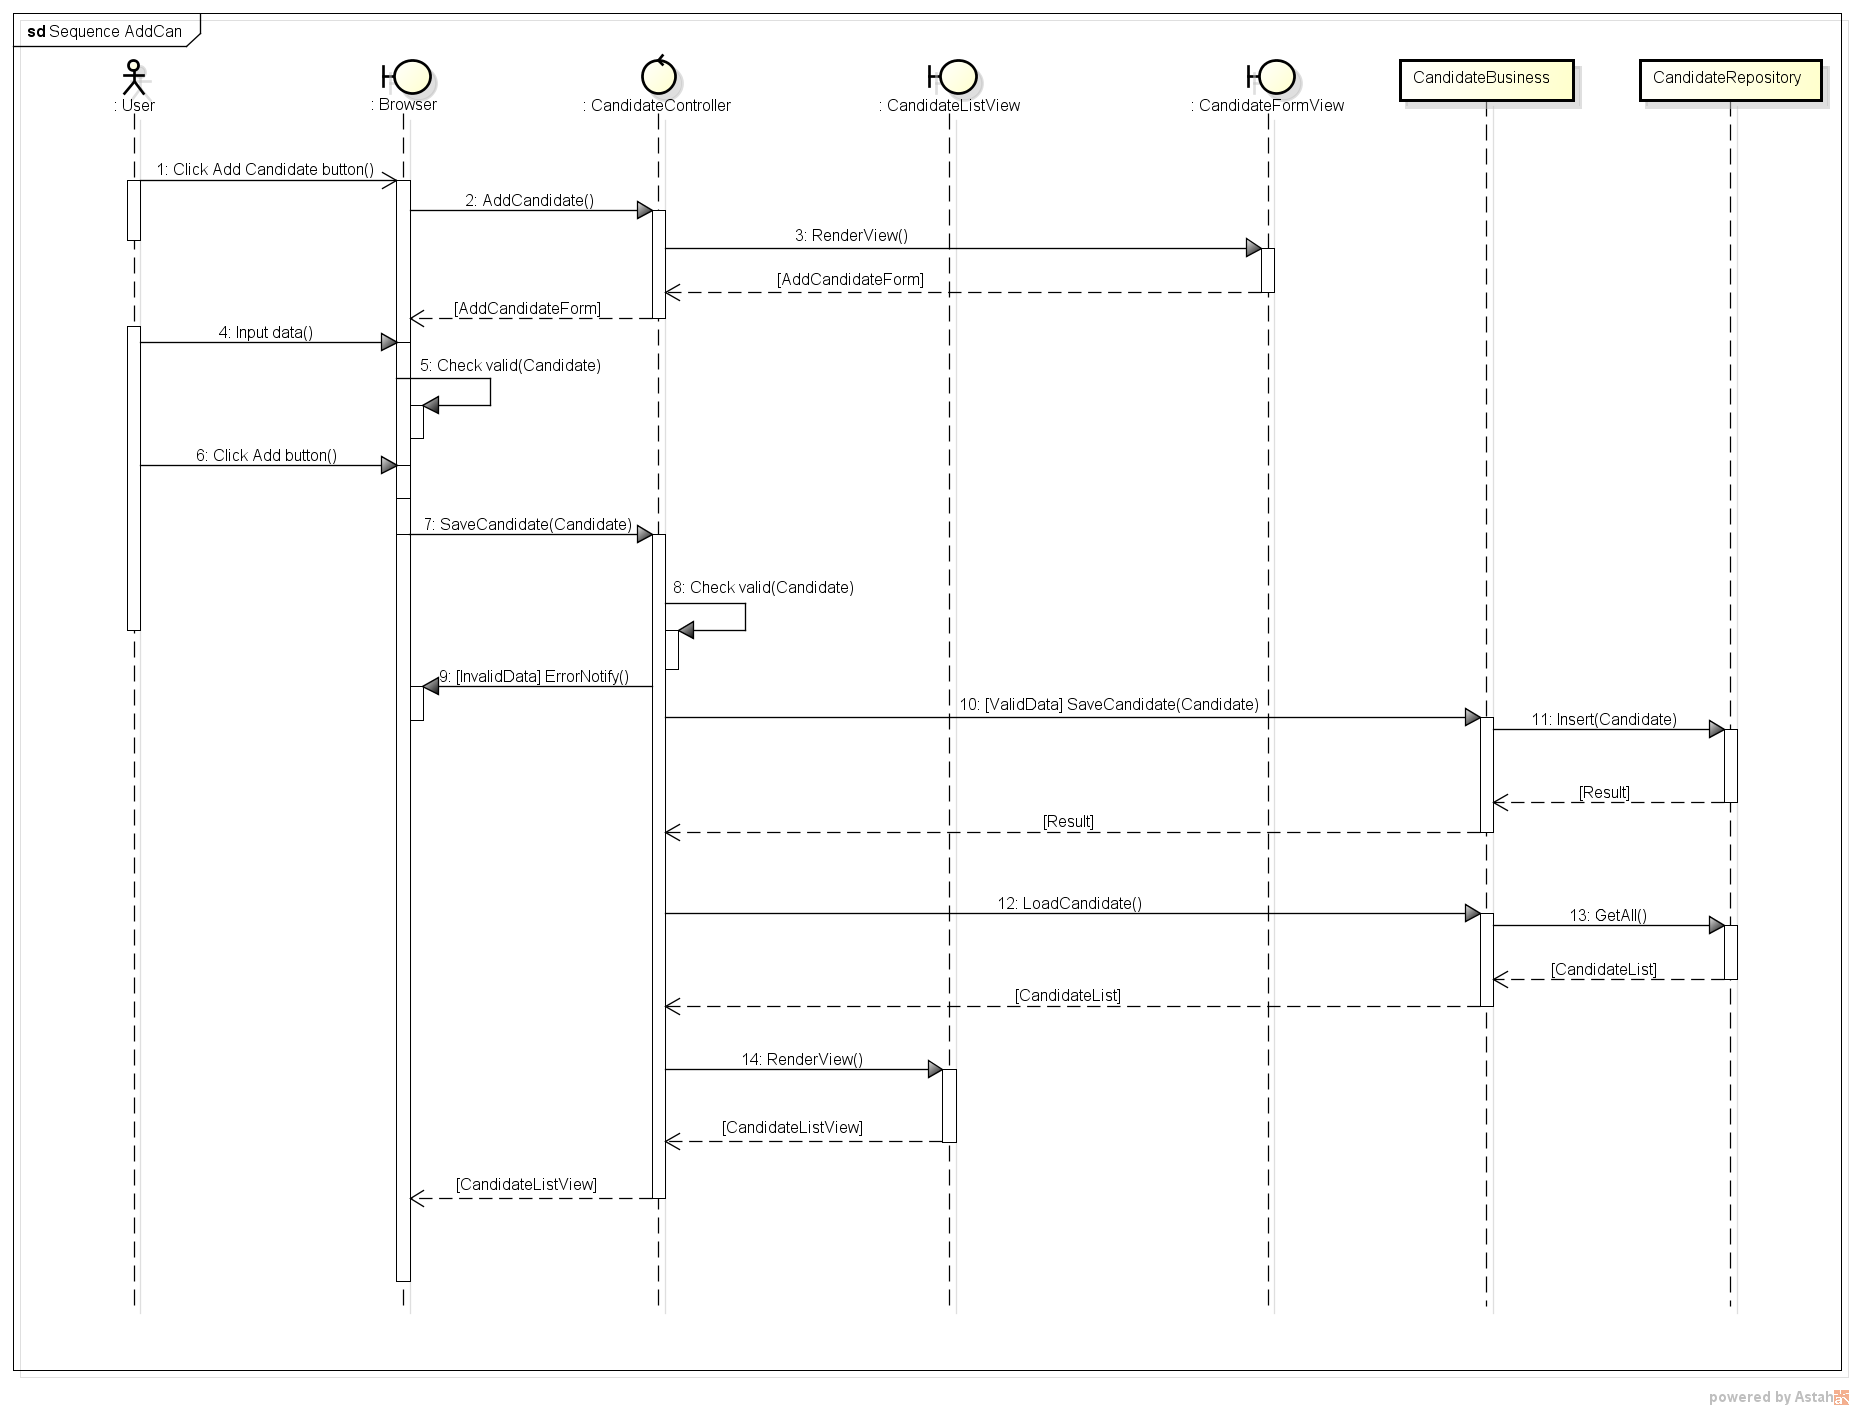 sd Sequence AddCan
: User
: Browser
: CandidateController
: CandidateListView
: CandidateFormView
CandidateBusiness
CandidateRepository
1: Click Add Candidate button()
2: AddCandidate()
3: RenderView()
[AddCandidateForm]
[AddCandidateForm]
4: Input data()
5: Check valid(Candidate)
6: Click Add button()
7: SaveCandidate(Candidate)
8: Check valid(Candidate)
9: [InvalidData] ErrorNotify()
10: [ValidData] SaveCandidate(Candidate)
11: Insert(Candidate)
[Result]
[Result]
12: LoadCandidate()
13: GetAll()
[CandidateList]
[CandidateList]
14: RenderView()
[CandidateListView]
[CandidateListView]
powered by Astah